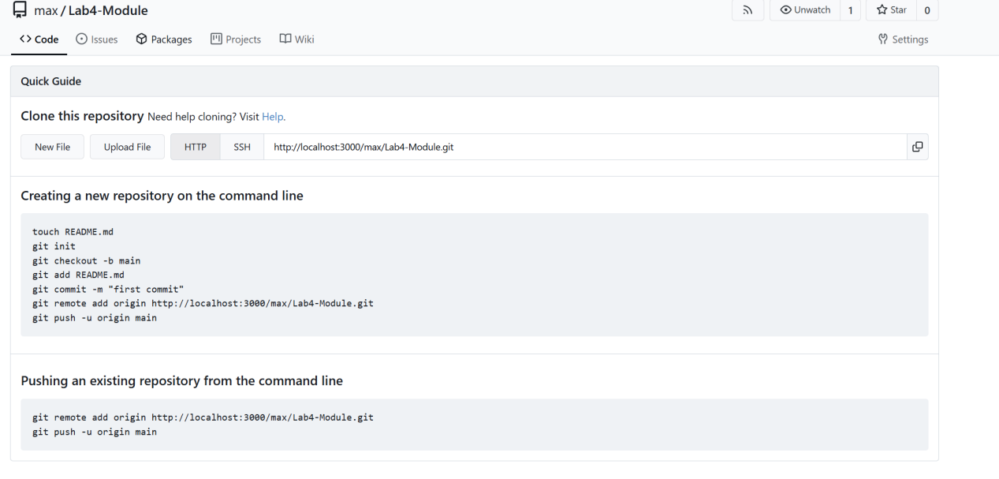 max / Lab4-Module
Unwatch 1 Star 0
Code Issues Packages Projects Wiki Settings
Quick Guide
Clone this repository Need help cloning? Visit Help.
New File Upload File HTTP SSH http://localhost:3000/max/Lab4-Module.git
Creating a new repository on the command line
touch README.md
git init
git checkout -b main
git add README.md
git commit -m "first commit"
git remote add origin http://localhost:3000/max/Lab4-Module.git
git push -u origin main
Pushing an existing repository from the command line
git remote add origin http://localhost:3000/max/Lab4-Module.git
git push -u origin main